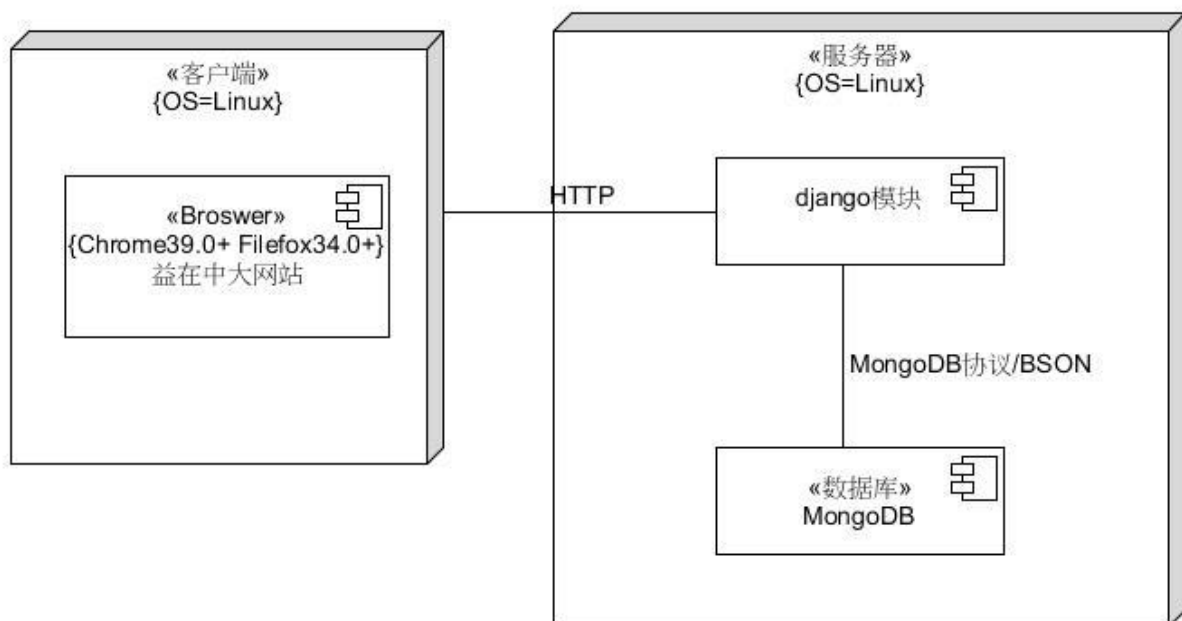 «客户端»
{OS=Linux}
«Broswer»
{Chrome39.0+ Filefox34.0+}
益在中大网站
HTTP
«服务器»
{OS=Linux}
django模块
MongoDB协议/BSON
«数据库»
MongoDB